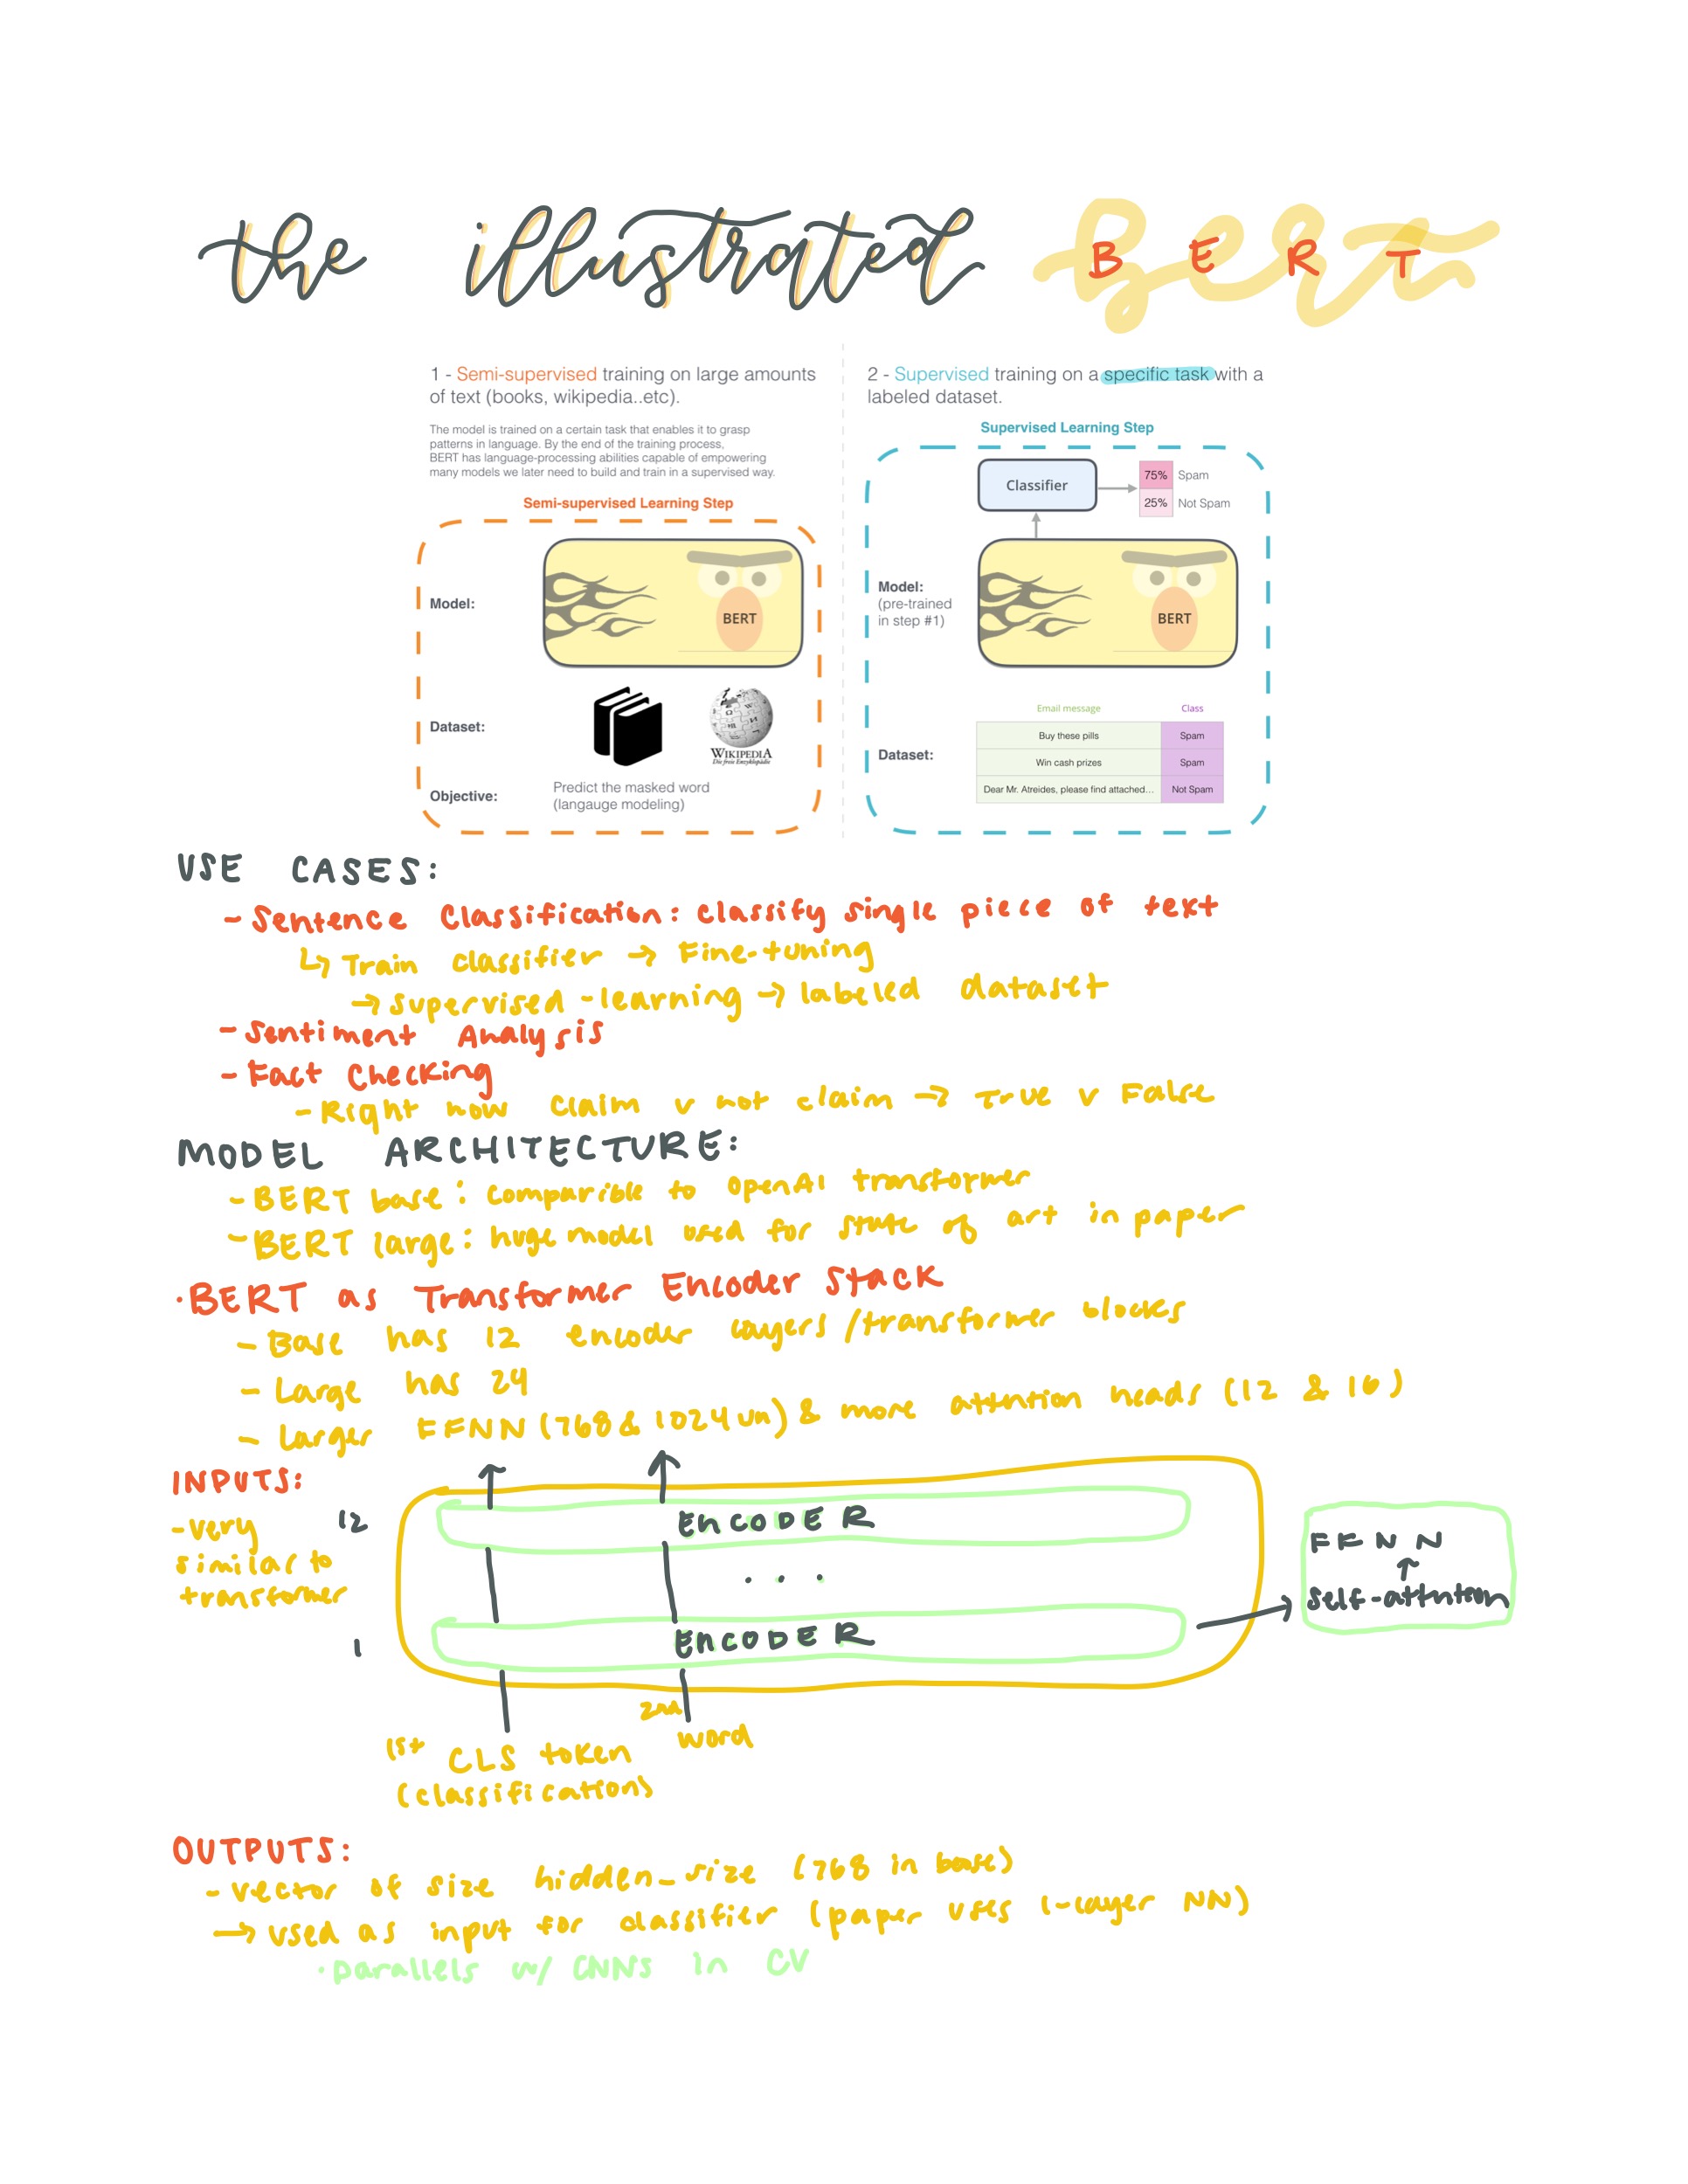 the illustrated BERT
1 - Semi-supervised training on large amounts
of text (books, wikipedia..etc).
The model is trained on a certain task that enables it to grasp
patterns in language. By the end of the training process,
BERT has language-processing abilities capable of empowering
many models we later need to build and train in a supervised way.
Semi-supervised Learning Step
Model:
BERT
Dataset:
WIKIPEDIA
Die freie Enzyklopädie
Objective:
Predict the masked word
(langauge modeling)
2 - Supervised training on a specific task with a
labeled dataset.
Supervised Learning Step
Classifier
75% Spam
25% Not Spam
Model:
(pre-trained
in step #1)
BERT
Dataset:
Email message Class
Buy these pills Spam
Win cash prizes Spam
Dear Mr. Atreides, please find attached... Not Spam
USE CASES:
- Sentence Classification: Classify single piece of text
↳ Train classifier → Fine-tuning
→ supervised-learning → labeled dataset
- Sentiment Analysis
- Fact Checking
- Right now claim v not claim → True v False
MODEL ARCHITECTURE:
- BERT base: comparible to OpenAI transformer
- BERT large: huge model used for state of art in paper
· BERT as Transformer Encoder Stack
- Base has 12 encoder layers/transformer blocks
- Large has 24
- Larger FFNN (768 & 1024 un) & more attention heads (12 & 16)
INPUTS:
- very
similar to
transformer
12
ENCODER
...
1
ENCODER
FFNN
↑
Self-attention
1st CLS token
(classification)
2nd
word
OUTPUTS:
- vector of size hidden_size (768 in base)
→ used as input for classifier (paper uses 1-layer NN)
· parallels w/ CNNs in CV